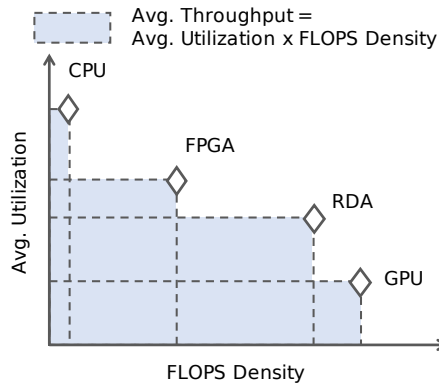 Avg. Throughput =
Avg. Utilization x FLOPS Density
CPU
FPGA
RDA
GPU
Avg. Utilization
FLOPS Density